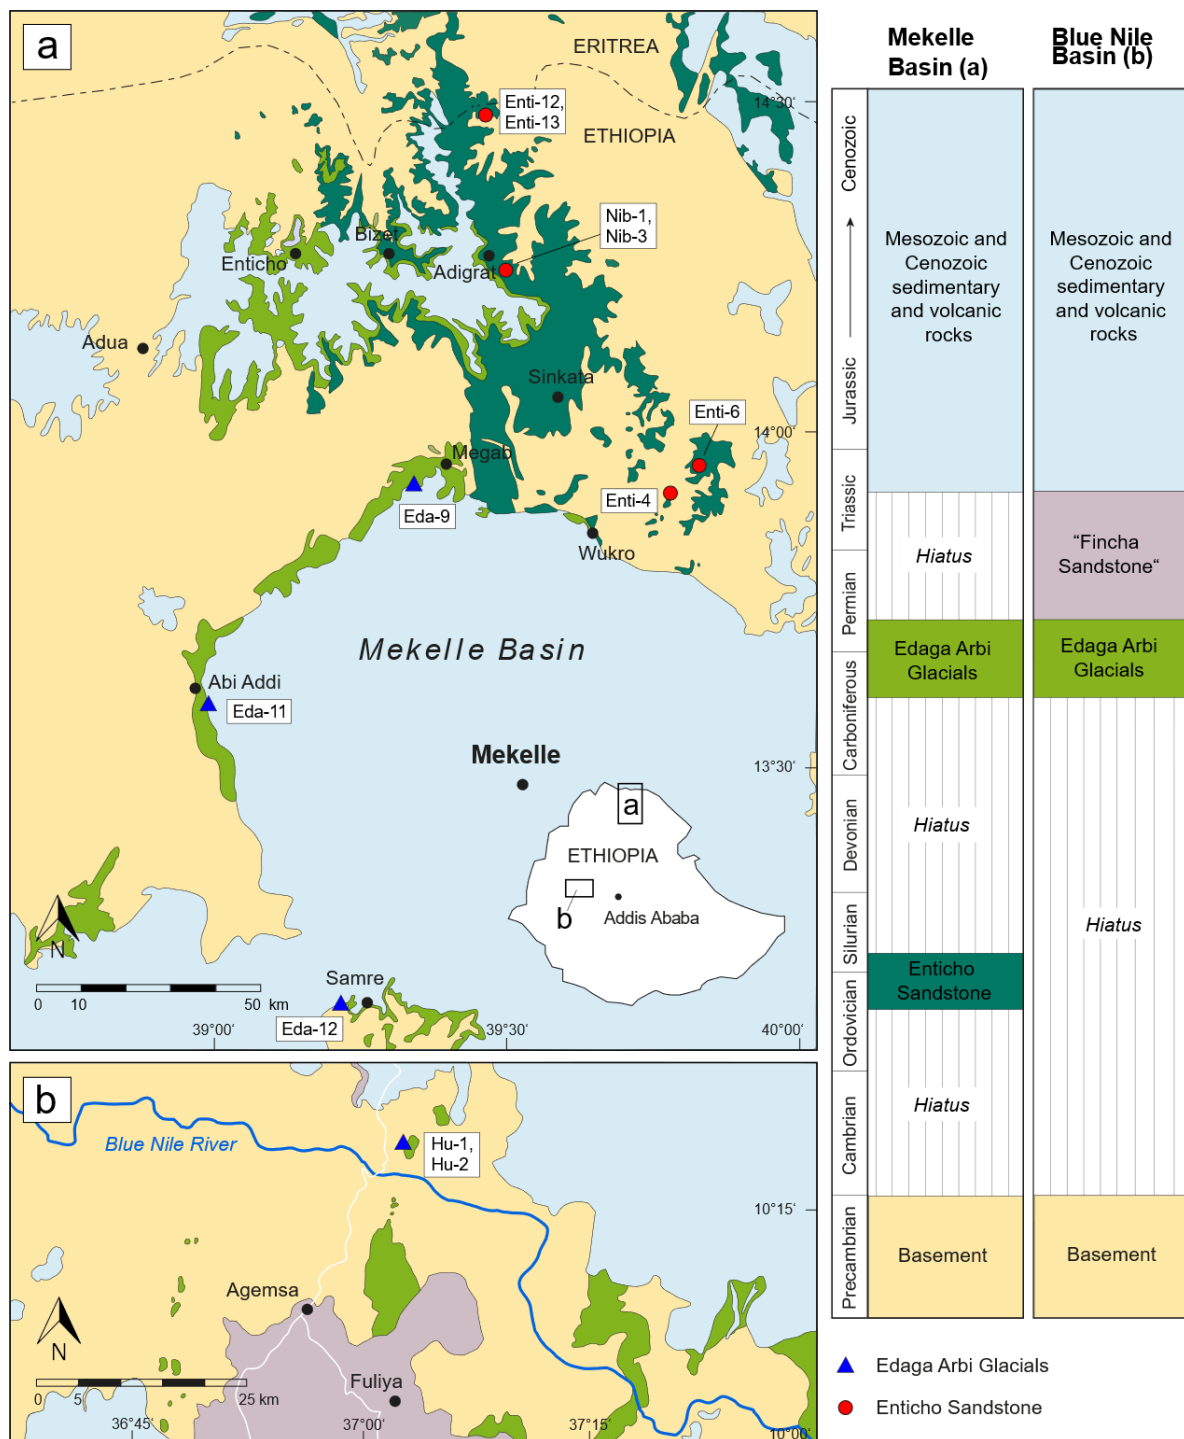 a
ERITREA
14°30'
Enti-12,
Enti-13
ETHIOPIA
Nib-1,
Nib-3
Bizet
Enticho
Adigrat
Adua
Sinkata
Enti-6
14°00'
Megab
Enti-4
Eda-9
Wukro
Mekelle Basin
Abi Addi
Eda-11
Mekelle
13°30'
a
ETHIOPIA
b
Addis Ababa
N
0 10 50 km
Samre
Eda-12
39°00'
39°30'
40°00'
b
Blue Nile River
Hu-1,
Hu-2
10°15'
Agemsa
N
Fuliya
0 5 25 km
36°45'
37°00'
37°15'
10°00'
Mekelle
Basin (a)
Blue Nile
Basin (b)
Cenozoic
Jurassic
Triassic
Permian
Carboniferous
Devonian
Silurian
Ordovician
Cambrian
Precambrian
Mesozoic and
Cenozoic
sedimentary
and volcanic
rocks
Hiatus
Edaga Arbi
Glacials
Hiatus
Enticho
Sandstone
Hiatus
Basement
Mesozoic and
Cenozoic
sedimentary
and volcanic
rocks
“Fincha
Sandstone“
Edaga Arbi
Glacials
Hiatus
Basement
Edaga Arbi Glacials
Enticho Sandstone